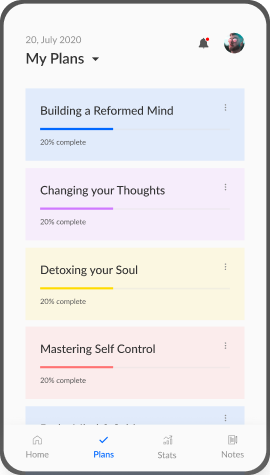 20, July 2020
My Plans
Building a Reformed Mind
20% complete
Changing your Thoughts
20% complete
Detoxing your Soul
20% complete
Mastering Self Control
20% complete
Home
Plans
Stats
Notes